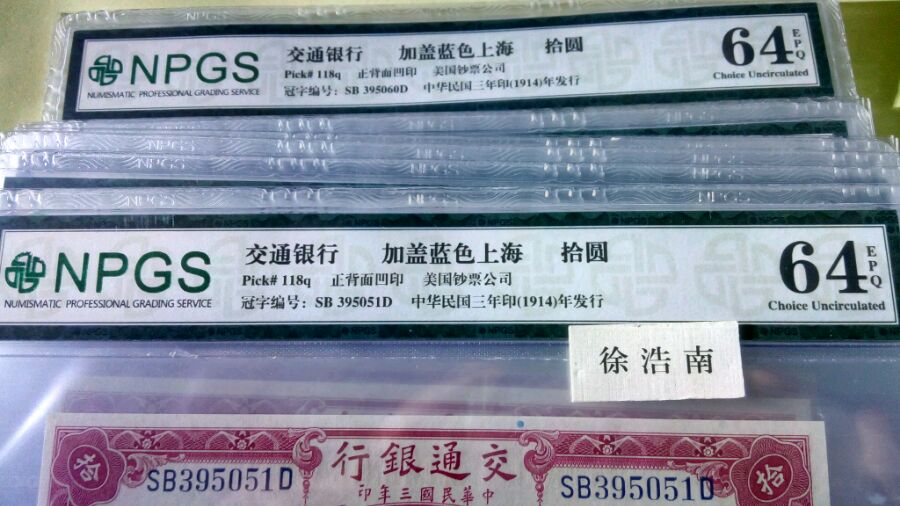 NPGS
NUMISMATIC PROFESSIONAL GRADING SERVICE
交通银行 加盖蓝色上海 拾圆
Pick# 118q 正背面凹印 美国钞票公司
冠字编号: SB 395060D 中华民国三年印(1914)年发行
64 EPQ
Choice Uncirculated
NPGS
NUMISMATIC PROFESSIONAL GRADING SERVICE
交通银行 加盖蓝色上海 拾圆
Pick# 118q 正背面凹印 美国钞票公司
冠字编号: SB 395051D 中华民国三年印(1914)年发行
64 EPQ
Choice Uncirculated
徐浩南
行銀通交
印年三國民華中
SB395051D
SB395051D
拾
拾